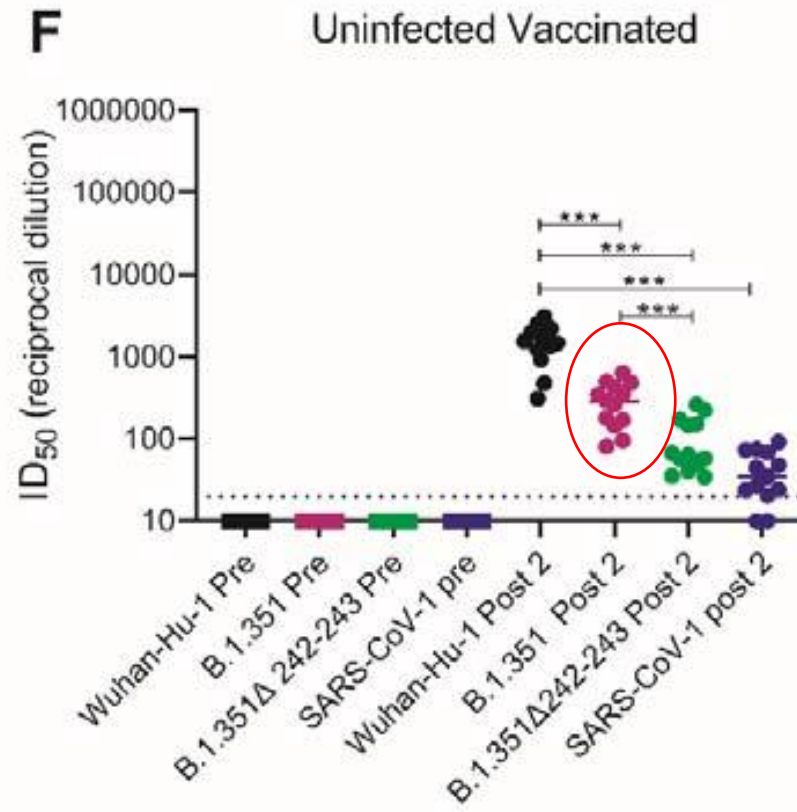 F
Uninfected Vaccinated
ID50 (reciprocal dilution)
1000000
100000
10000
1000
100
10
***
***
***
***
Wuhan-Hu-1 Pre
B.1.351 Pre
B.1.351Δ 242-243 Pre
SARS-CoV-1 pre
Wuhan-Hu-1 Post 2
B.1.351 Post 2
B.1.351Δ242-243 Post 2
SARS-CoV-1 post 2